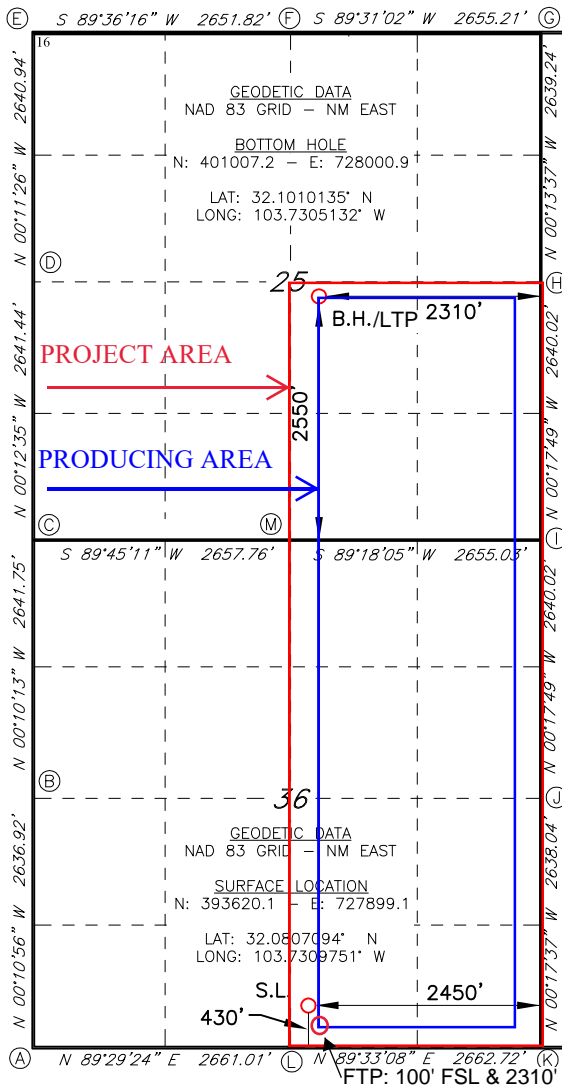 E S 89°36'16" W 2651.82' F S 89°31'02" W 2655.21' G
16
2640.94'
2639.24'
GEODETIC DATA
NAD 83 GRID – NM EAST
BOTTOM HOLE
N: 401007.2 – E: 728000.9
LAT: 32.1010135° N
LONG: 103.7305132° W
N 00°11'26" W
N 00°13'37" W
D
25
H
B.H./LTP 2310'
2641.44'
2640.02'
PROJECT AREA
2550'
PRODUCING AREA
N 00°12'35" W
N 00°17'49" W
C
M
I
S 89°45'11" W 2657.76' S 89°18'05" W 2655.03'
2641.75'
2640.02'
N 00°10'13" W
N 00°17'49" W
B
36
J
GEODETIC DATA
NAD 83 GRID – NM EAST
SURFACE LOCATION
N: 393620.1 – E: 727899.1
LAT: 32.0807094° N
LONG: 103.7309751° W
2636.92'
2638.04'
N 00°10'56" W
N 00°17'37" W
S.L.
2450'
430'
A N 89°29'24" E 2661.01' L N 89°33'08" E 2662.72' K
FTP: 100' FSL & 2310'